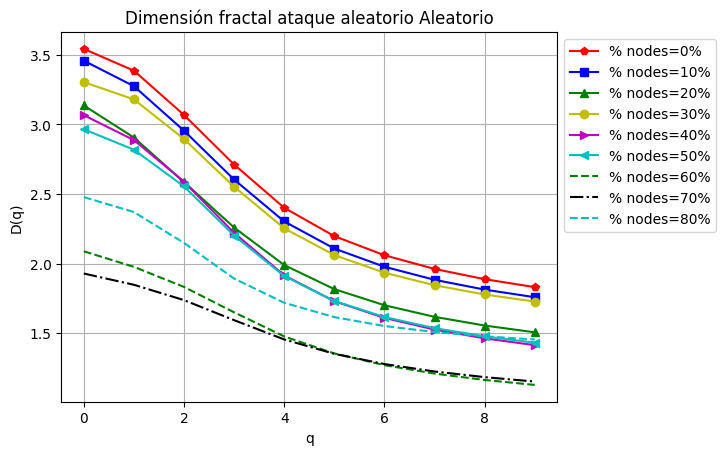 Dimensión fractal ataque aleatorio Aleatorio
3.5
3.0
2.5
2.0
1.5
D(q)
0
2
4
6
8
q
% nodes=0%
% nodes=10%
% nodes=20%
% nodes=30%
% nodes=40%
% nodes=50%
% nodes=60%
% nodes=70%
% nodes=80%